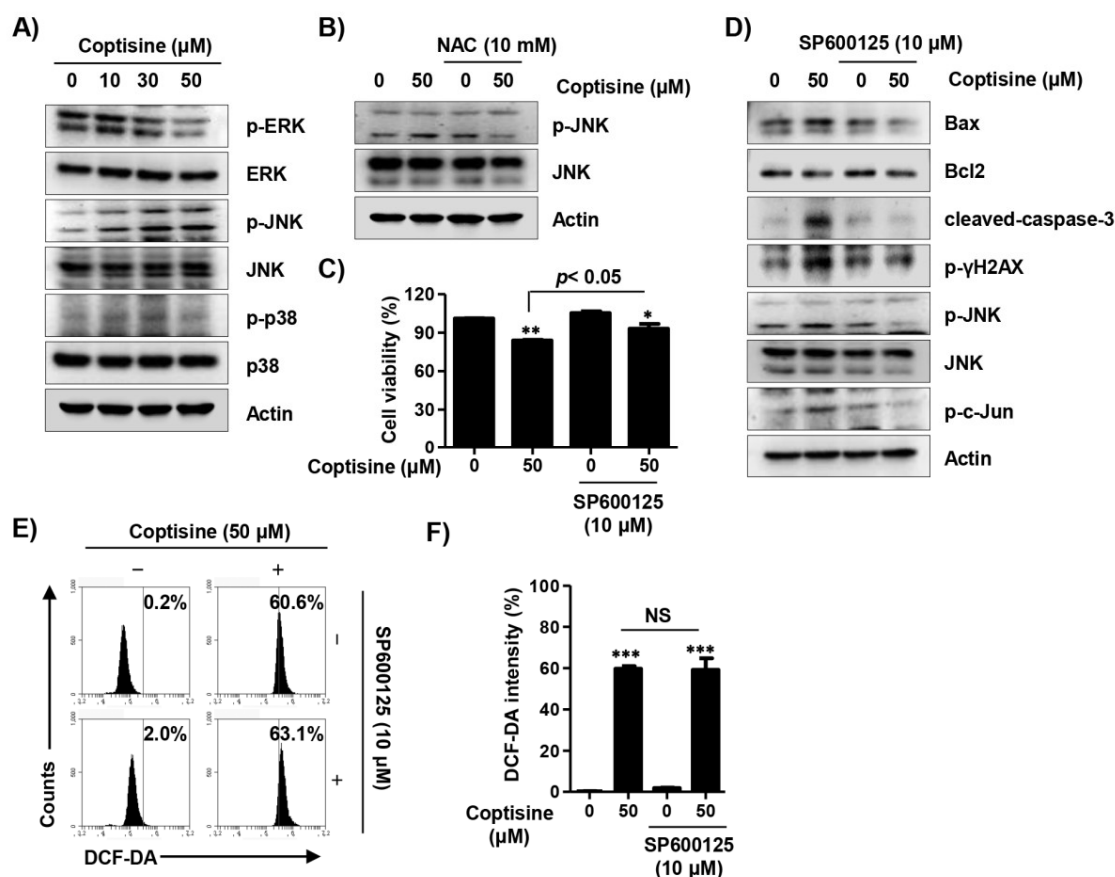 A)
Coptisine (μM)
0 10 30 50
p-ERK
ERK
p-JNK
JNK
p-p38
p38
Actin
B)
NAC (10 mM)
0 50 0 50 Coptisine (μM)
p-JNK
JNK
Actin
C)
p< 0.05
Cell viability (%)
120
90
60
30
0
** *
Coptisine (μM) 0 50 0 50
SP600125
(10 μM)
D)
SP600125 (10 μM)
0 50 0 50 Coptisine (μM)
Bax
Bcl2
cleaved-caspase-3
p-γH2AX
p-JNK
JNK
p-c-Jun
Actin
E)
Coptisine (50 μM)
− +
0.2% 60.6% −
2.0% 63.1% +
SP600125 (10 μM)
Counts
DCF-DA
F)
DCF-DA intensity (%)
100
80
60
40
20
0
NS
*** ***
Coptisine 0 50 0 50
(μM)
SP600125
(10 μM)